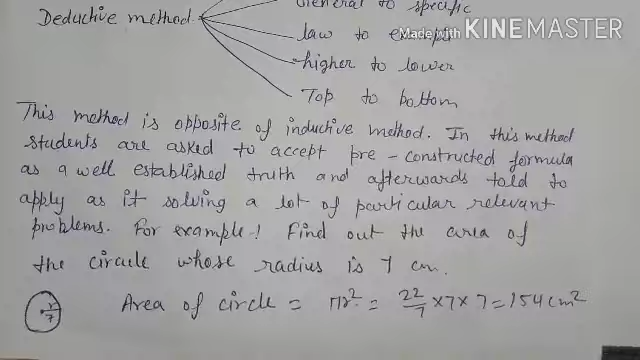 General to specific
Deductive method
law to example
Made with KINEMASTER
higher to lower
Top to bottom
This method is opposite of inductive method. In this method
students are asked to accept pre-constructed formula
as a well established truth and afterwards told to
apply as it solving a lot of particular relevant
problems. For example! Find out the area of
the circule whose radius is 7 cm.
r/7 Area of circle = πr² = 22/7 × 7 × 7 = 154 cm²